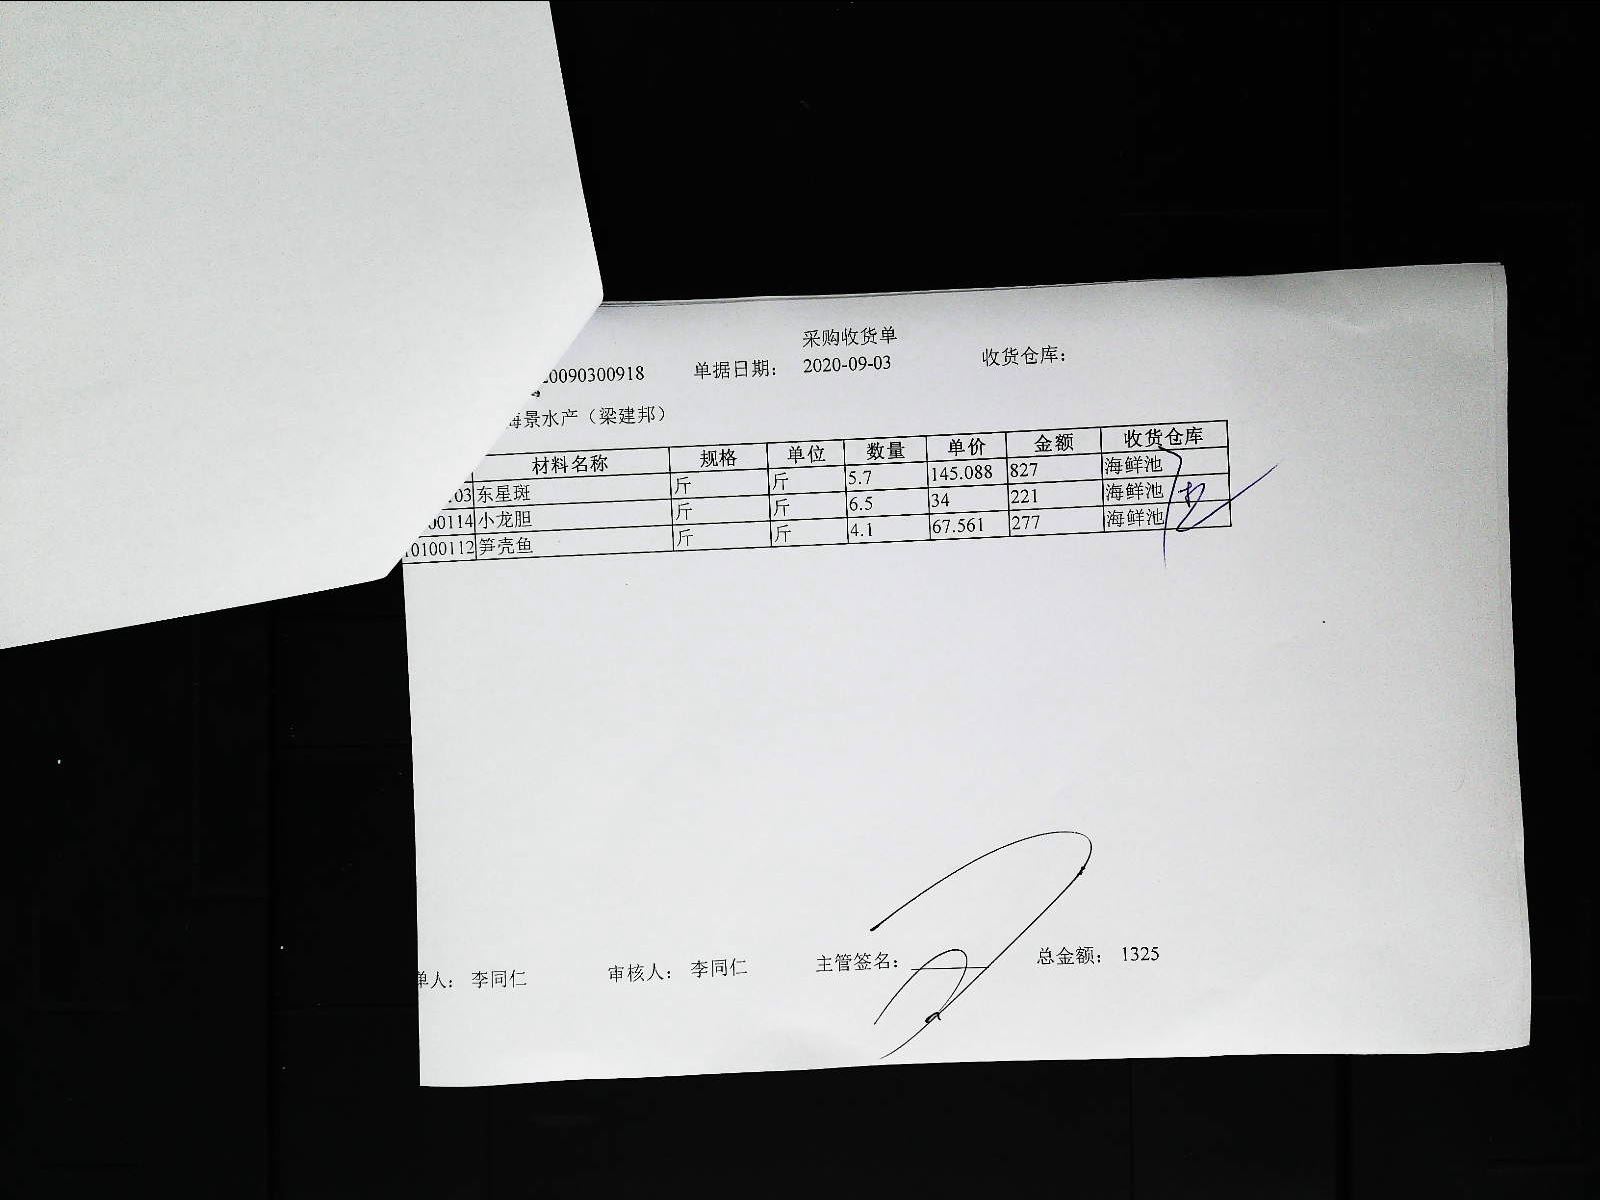 采购收货单
20090300918 单据日期： 2020-09-03 收货仓库：
海景水产（梁建邦）
材料名称 规格 单位 数量 单价 金额 收货仓库
03 东星斑 斤 斤 5.7 145.088 827 海鲜池
00114 小龙胆 斤 斤 6.5 34 221 海鲜池
10100112 笋壳鱼 斤 斤 4.1 67.561 277 海鲜池
单人： 李同仁 审核人： 李同仁 主管签名： 总金额： 1325